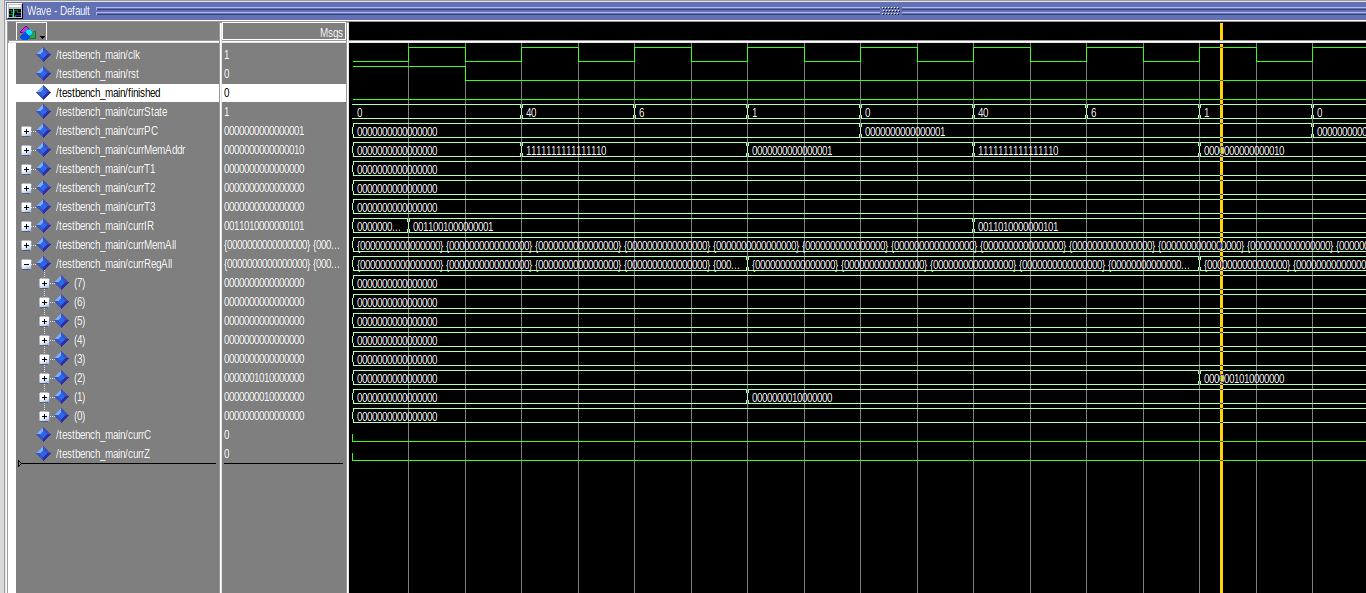 Wave - Default
Msgs
/testbench_main/clk 1
/testbench_main/rst 0
/testbench_main/finished 0
/testbench_main/currState 1 0 40 6 1 0 40 6 1 0
/testbench_main/currPC 0000000000000001 0000000000000000 0000000000000001 000000000
/testbench_main/currMemAddr 0000000000000010 0000000000000000 1111111111111110 0000000000000001 1111111111111110 0000000000000010
/testbench_main/currT1 0000000000000000 0000000000000000
/testbench_main/currT2 0000000000000000 0000000000000000
/testbench_main/currT3 0000000000000000 0000000000000000
/testbench_main/currIR 0011010000000101 0000000... 0011001000000001 0011010000000101
/testbench_main/currMemAll {0000000000000000} {000... {0000000000000000} {0000000000000000} {0000000000000000} {0000000000000000} {0000000000000000} {0000000000000000} {0000000000000000} {0000000000000000} {0000000000000000} {0000000000000000} {0000000000000000} {0000
/testbench_main/currRegAll {0000000000000000} {000... {0000000000000000} {0000000000000000} {0000000000000000} {0000000000000000} {000... {0000000000000000} {0000000000000000} {0000000000000000} {0000000000000000} {0000000000000000... {0000000000000000} {0000000000000
(7) 0000000000000000 0000000000000000
(6) 0000000000000000 0000000000000000
(5) 0000000000000000 0000000000000000
(4) 0000000000000000 0000000000000000
(3) 0000000000000000 0000000000000000
(2) 0000001010000000 0000000000000000 0000001010000000
(1) 0000000010000000 0000000000000000 0000000010000000
(0) 0000000000000000 0000000000000000
/testbench_main/currC 0
/testbench_main/currZ 0